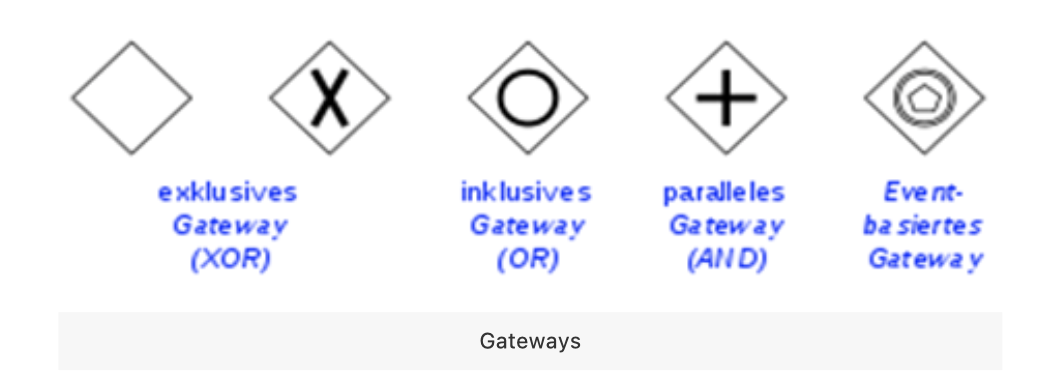 exklusives
Gateway
(XOR)
inklusives
Gateway
(OR)
paralleles
Gateway
(AND)
Event-
basiertes
Gateway
Gateways